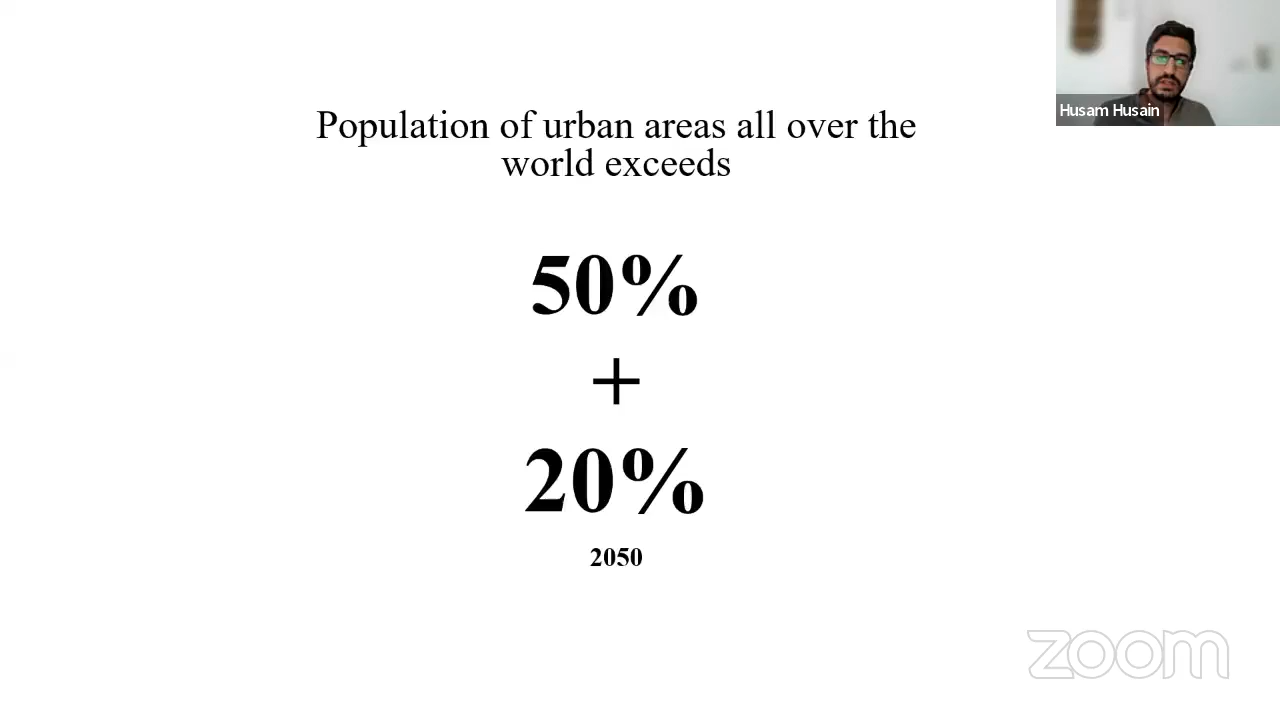 Population of urban areas all over the
world exceeds
50%
+
20%
2050
Husam Husain
zoom